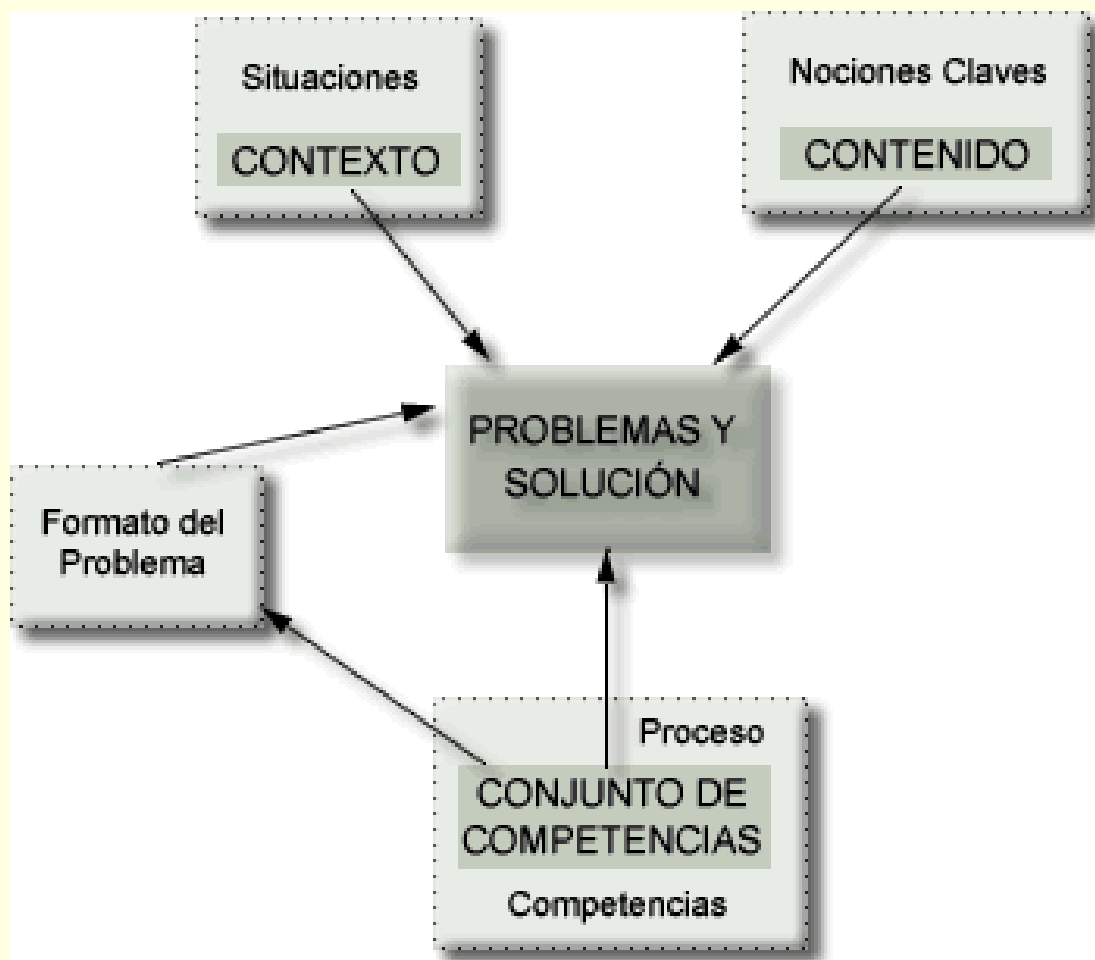 Situaciones
CONTEXTO
Nociones Claves
CONTENIDO
PROBLEMAS Y
SOLUCIÓN
Formato del
Problema
Proceso
CONJUNTO DE
COMPETENCIAS
Competencias